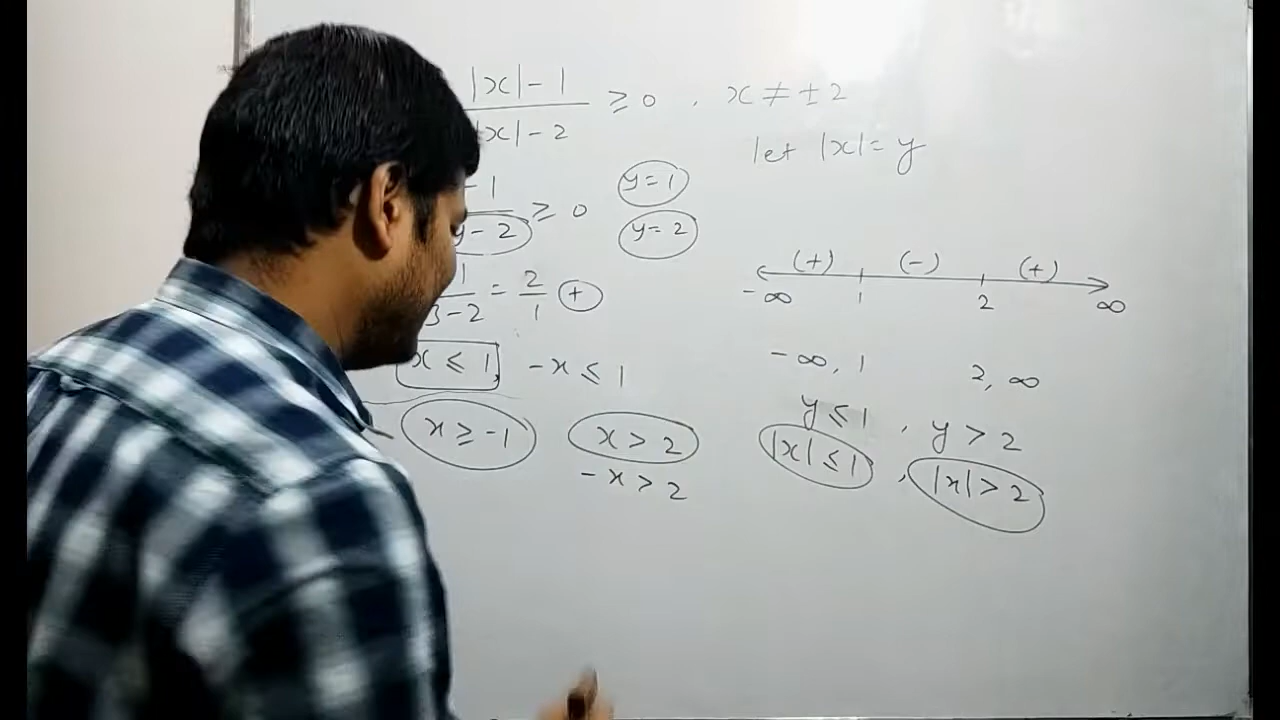 |x| - 1
≥ 0 , x ≠ ± 2
|x| - 2
let |x| = y
- 1
≥ 0
y - 2
y = 1
y = 2
1
3 - 2
= 2/1 +
x ≤ 1, - x ≤ 1
x ≥ -1
x > 2
- x > 2
(+) (-) (+)
-∞ 1 2 ∞
-∞, 1 2, ∞
y ≤ 1 , y > 2
|x| ≤ 1 , |x| > 2